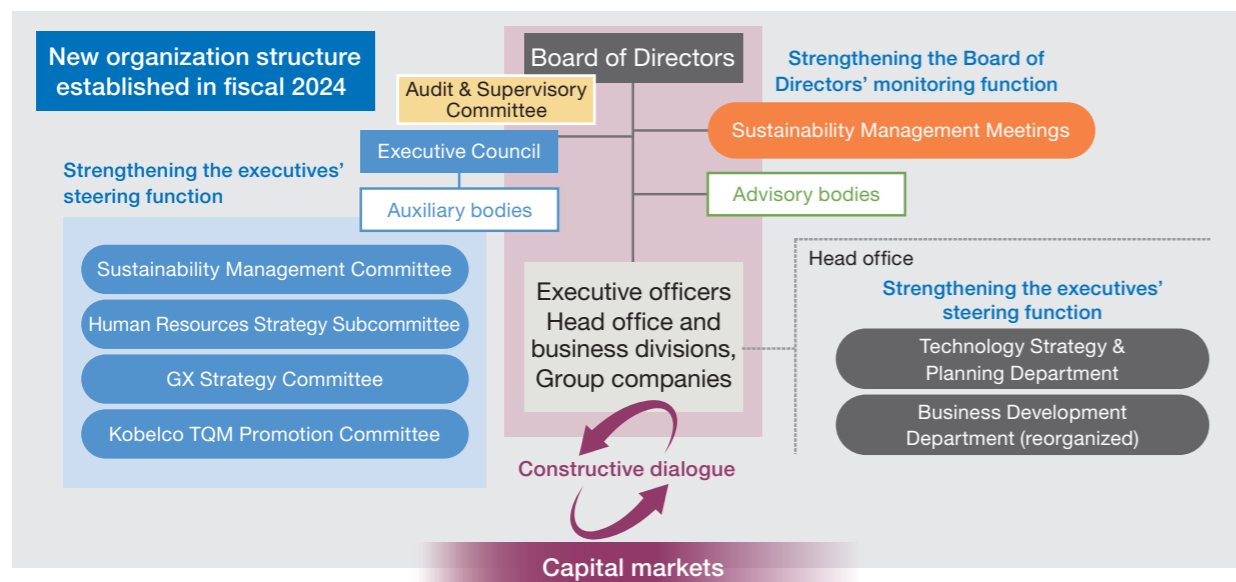 New organization structure
established in fiscal 2024
Board of Directors
Audit & Supervisory
Committee
Executive Council
Auxiliary bodies
Strengthening the Board of
Directors’ monitoring function
Sustainability Management Meetings
Advisory bodies
Strengthening the executives’
steering function
Sustainability Management Committee
Human Resources Strategy Subcommittee
GX Strategy Committee
Kobelco TQM Promotion Committee
Executive officers
Head office and
business divisions,
Group companies
Head office
Strengthening the executives’
steering function
Technology Strategy &
Planning Department
Business Development
Department (reorganized)
Constructive dialogue
Capital markets